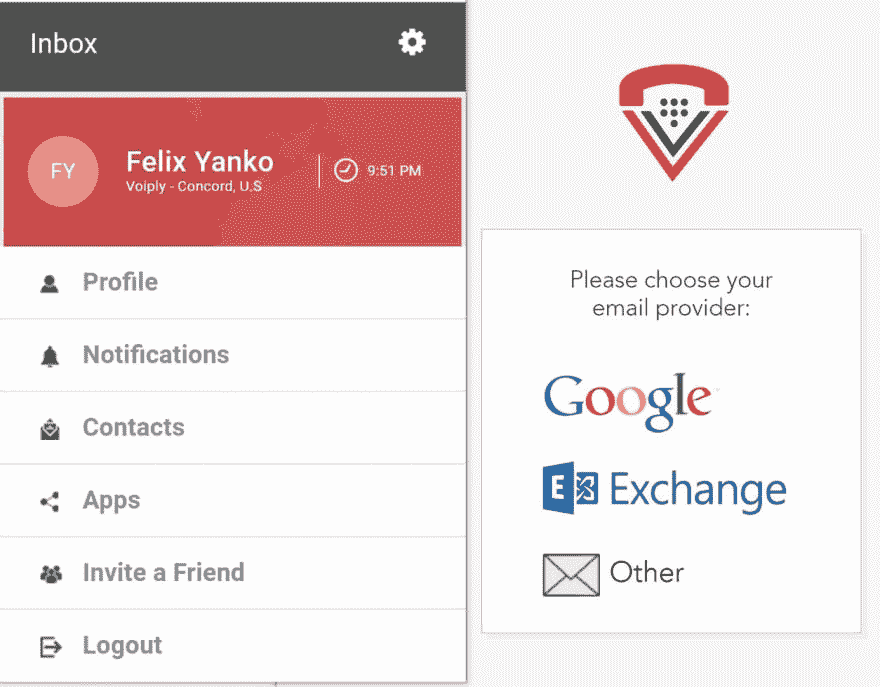 Inbox
FY
Felix Yanko
Voiply - Concord, U.S
9:51 PM
Profile
Notifications
Contacts
Apps
Invite a Friend
Logout
Please choose your
email provider:
Google
E Exchange
Other